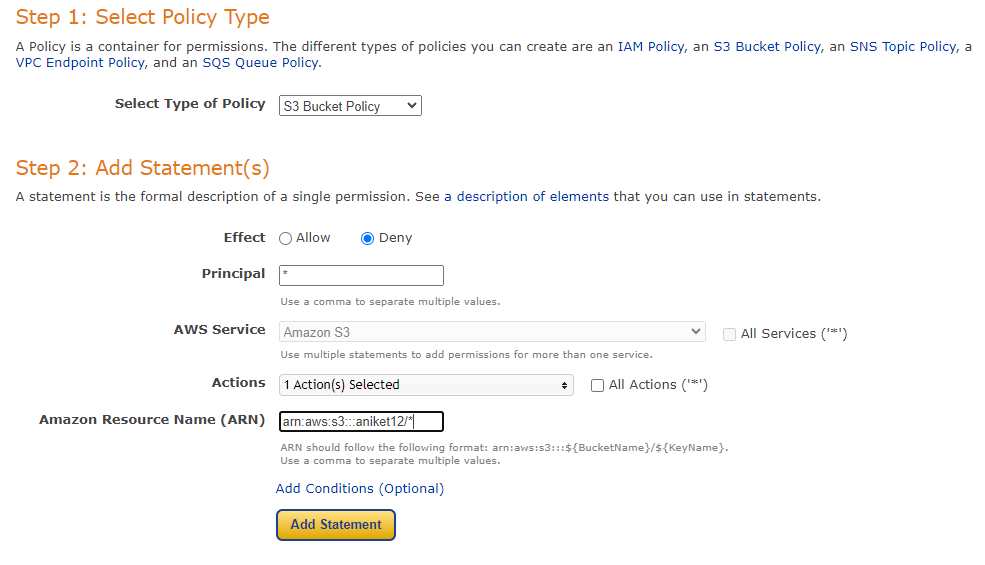 Step 1: Select Policy Type
A Policy is a container for permissions. The different types of policies you can create are an IAM Policy, an S3 Bucket Policy, an SNS Topic Policy, a
VPC Endpoint Policy, and an SQS Queue Policy.
Select Type of Policy S3 Bucket Policy
Step 2: Add Statement(s)
A statement is the formal description of a single permission. See a description of elements that you can use in statements.
Effect Allow Deny
Principal *
Use a comma to separate multiple values.
AWS Service Amazon S3 All Services ('*')
Use multiple statements to add permissions for more than one service.
Actions 1 Action(s) Selected All Actions ('*')
Amazon Resource Name (ARN) arn:aws:s3:::aniket12/*
ARN should follow the following format: arn:aws:s3:::${BucketName}/${KeyName}.
Use a comma to separate multiple values.
Add Conditions (Optional)
Add Statement